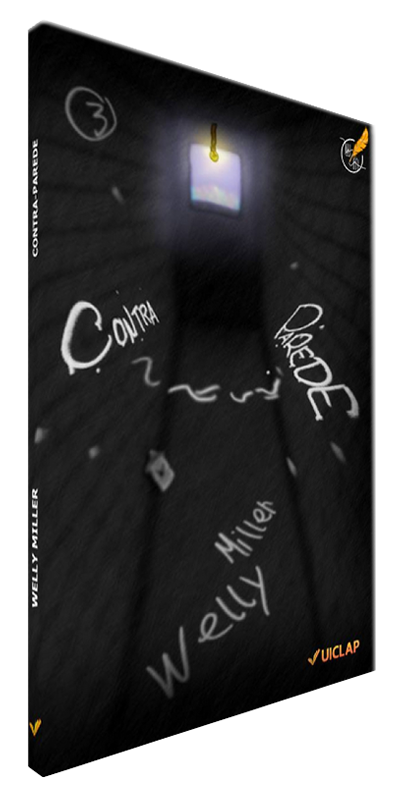 3
CONTRA
PAREDE
Welly
Miller
UICLAP
CONTRA-PAREDE
WELLY MILLER